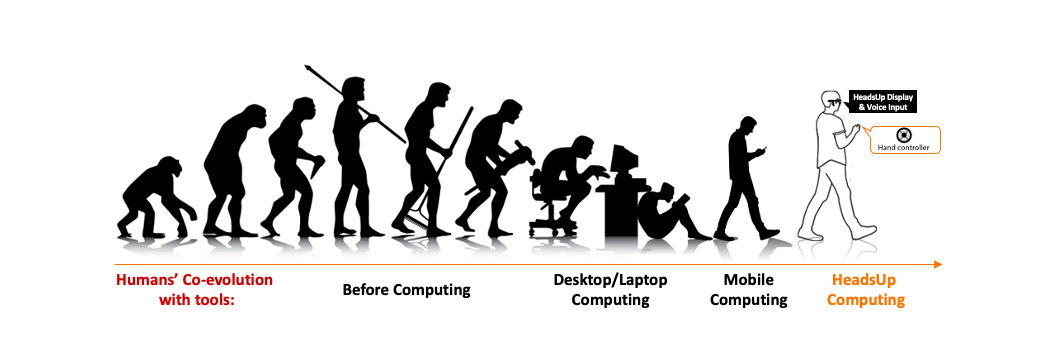 HeadsUp Display
& Voice Input
Hand controller
Humans’ Co-evolution
with tools:
Before Computing
Desktop/Laptop
Computing
Mobile
Computing
HeadsUp
Computing